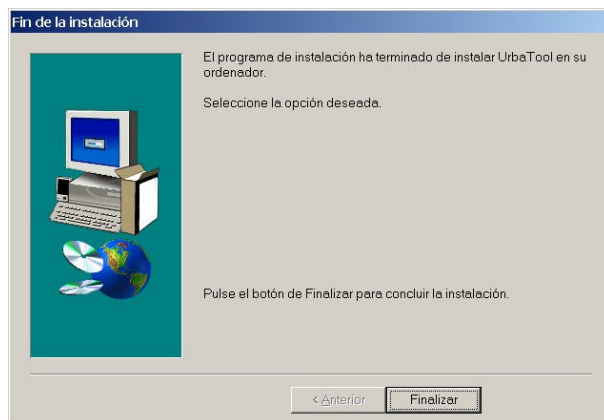 Fin de la instalación
El programa de instalación ha terminado de instalar UrbaTool en su
ordenador.
Seleccione la opción deseada.
Pulse el botón de Finalizar para concluir la instalación.
< Anterior
Finalizar